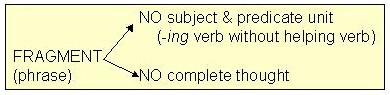 NO subject & predicate unit
(-ing verb without helping verb)
FRAGMENT
(phrase)
NO complete thought